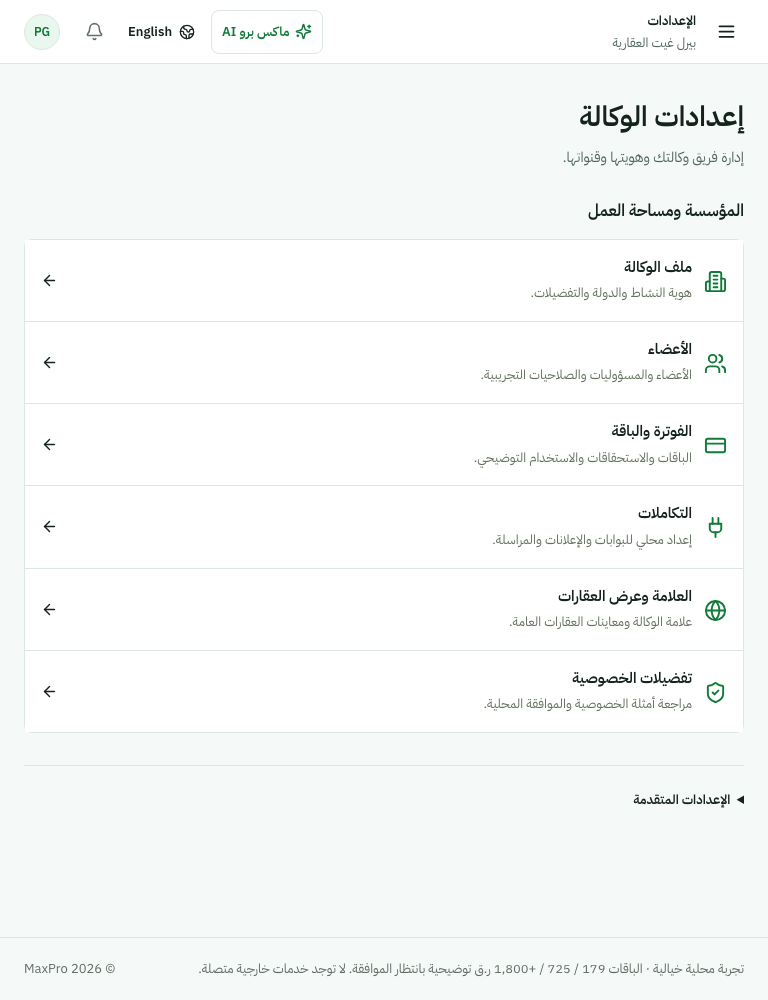 الإعدادات
بيرل غيت العقارية
ماكس برو AI
English
PG
إعدادات الوكالة
إدارة فريق وكالتك وهويتها وقنواتها.
المؤسسة ومساحة العمل
ملف الوكالة
هوية النشاط والدولة والتفضيلات.
الأعضاء
الأعضاء والمسؤوليات والصلاحيات التجريبية.
الفوترة والباقة
الباقات والاستحقاقات والاستخدام التوضيحي.
التكاملات
إعداد محلي للبوابات والإعلانات والمراسلة.
العلامة وعرض العقارات
علامة الوكالة ومعاينات العقارات العامة.
تفضيلات الخصوصية
مراجعة أمثلة الخصوصية والموافقة المحلية.
الإعدادات المتقدمة
تجربة محلية خيالية · الباقات 179 / 725 / +1,800 ر.ق توضيحية بانتظار الموافقة. لا توجد خدمات خارجية متصلة.
© 2026 MaxPro